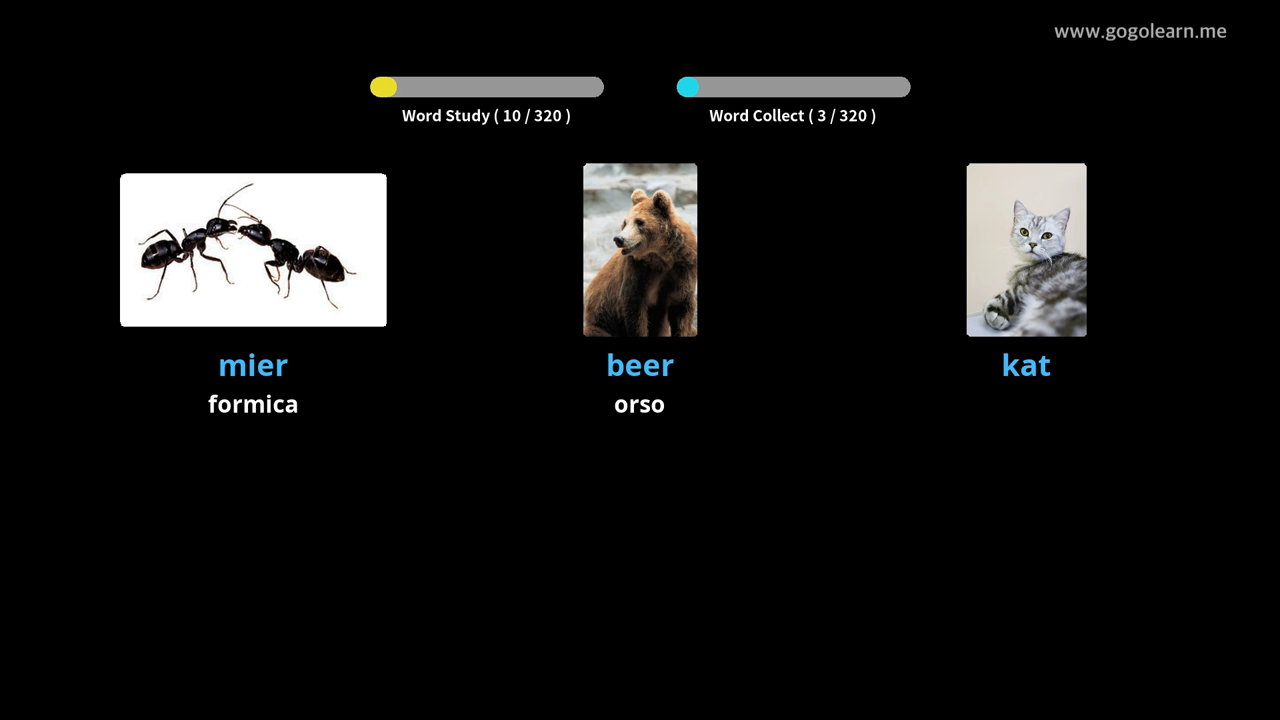 www.gogolearn.me
Word Study ( 10 / 320 )
Word Collect ( 3 / 320 )
mier
formica
beer
orso
kat